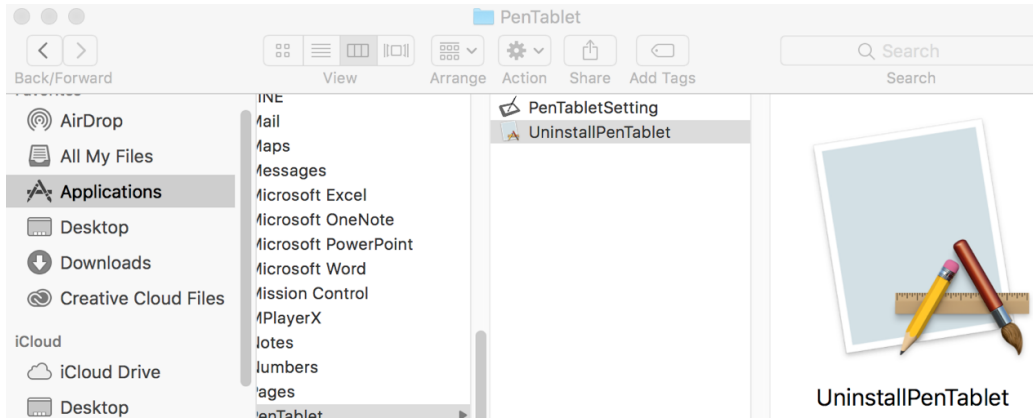 PenTablet
Search
Back/Forward
View
Arrange
Action
Share
Add Tags
Search
AirDrop
All My Files
Applications
Desktop
Downloads
Creative Cloud Files
iCloud
iCloud Drive
Desktop
INE
Mail
Maps
Messages
Microsoft Excel
Microsoft OneNote
Microsoft PowerPoint
Microsoft Word
Mission Control
MPlayerX
Notes
Numbers
Pages
PenTablet
PenTabletSetting
UninstallPenTablet
UninstallPenTablet